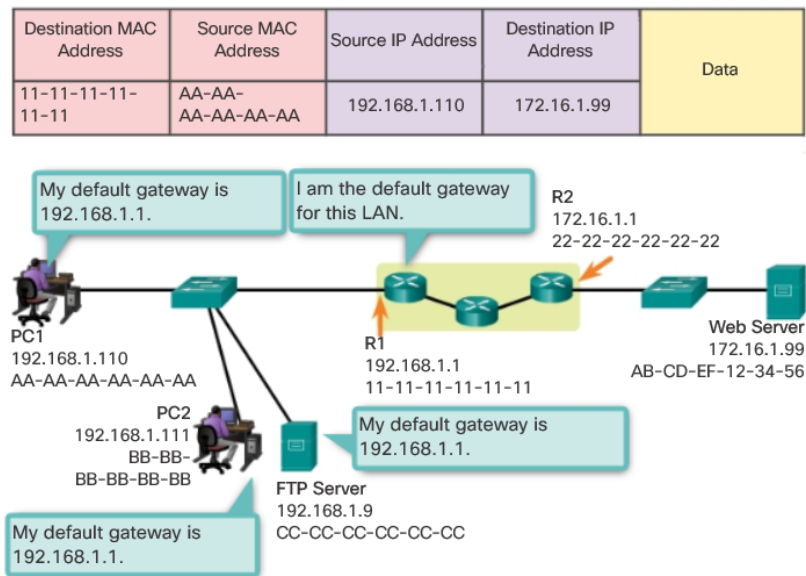 Destination MAC
Address
Source MAC
Address
Source IP Address
Destination IP
Address
Data
11-11-11-11-
11-11
AA-AA-
AA-AA-AA-AA
192.168.1.110
172.16.1.99
My default gateway is
192.168.1.1.
I am the default gateway
for this LAN.
R2
172.16.1.1
22-22-22-22-22-22
PC1
192.168.1.110
AA-AA-AA-AA-AA-AA
R1
192.168.1.1
11-11-11-11-11-11
Web Server
172.16.1.99
AB-CD-EF-12-34-56
PC2
192.168.1.111
BB-BB-
BB-BB-BB-BB
My default gateway is
192.168.1.1.
FTP Server
192.168.1.9
CC-CC-CC-CC-CC-CC
My default gateway is
192.168.1.1.